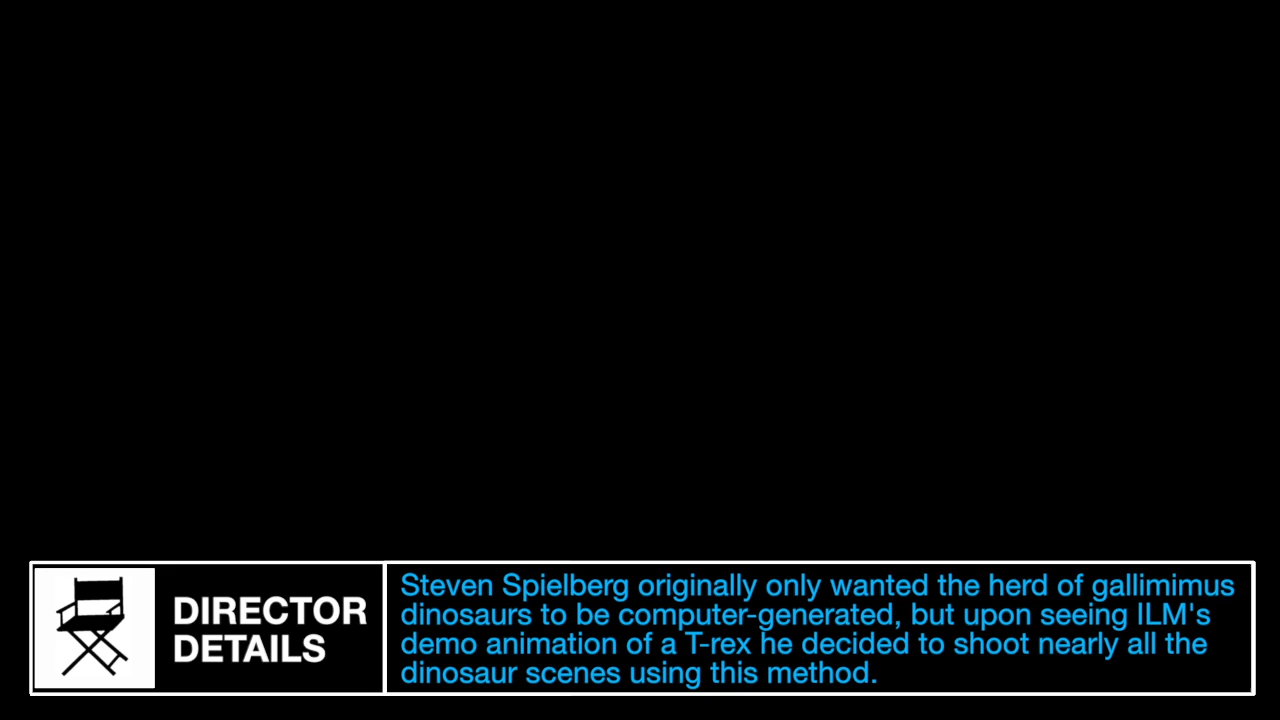 DIRECTOR
DETAILS
Steven Spielberg originally only wanted the herd of gallimimus
dinosaurs to be computer-generated, but upon seeing ILM's
demo animation of a T-rex he decided to shoot nearly all the
dinosaur scenes using this method.